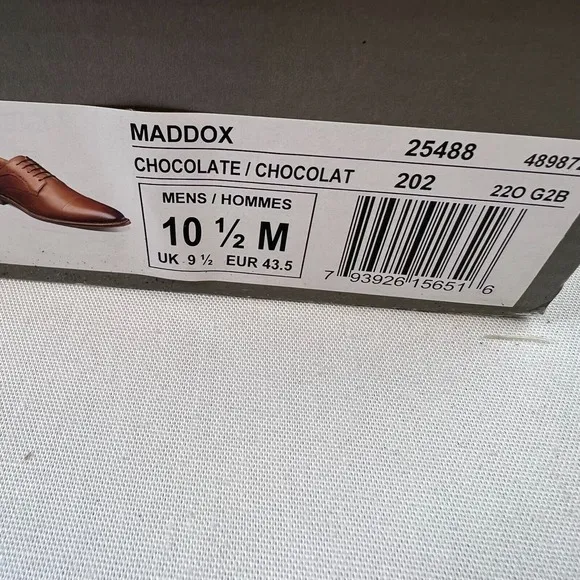 MADDOX 25488
CHOCOLATE / CHOCOLAT 202 22O G2B
MENS / HOMMES
10 ½ M
UK 9 ½ EUR 43.5
7 93926 15651 6